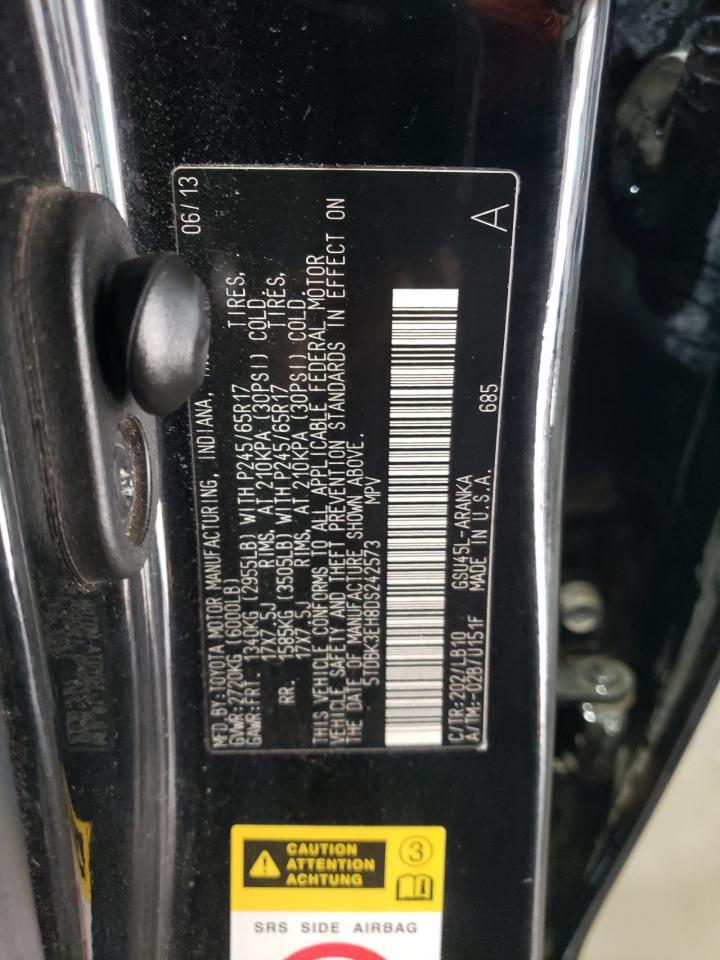 MFD.BY:TOYOTA MOTOR MANUFACTURING, INDIANA, 06/13
GVWR:2720KG (6000LB)
GAWR:FRT. 1340KG (2955LB) WITH P245/65R17 TIRES,
17X7.5J RIMS, AT 210KPA (30PSI) COLD.
RR. 1585KG (3505LB) WITH P245/65R17 TIRES,
17X7.5J RIMS, AT 210KPA (30PSI) COLD.
THIS VEHICLE CONFORMS TO ALL APPLICABLE FEDERAL MOTOR
VEHICLE SAFETY AND THEFT PREVENTION STANDARDS IN EFFECT ON
THE DATE OF MANUFACTURE SHOWN ABOVE.
5TDBK3EH8DS242573 MPV
C/TR:202/LB10 GSU45L-ARANKA 685
A/TM:-02B/U151F MADE IN U.S.A. A
CAUTION
ATTENTION
ACHTUNG
3
SRS SIDE AIRBAG